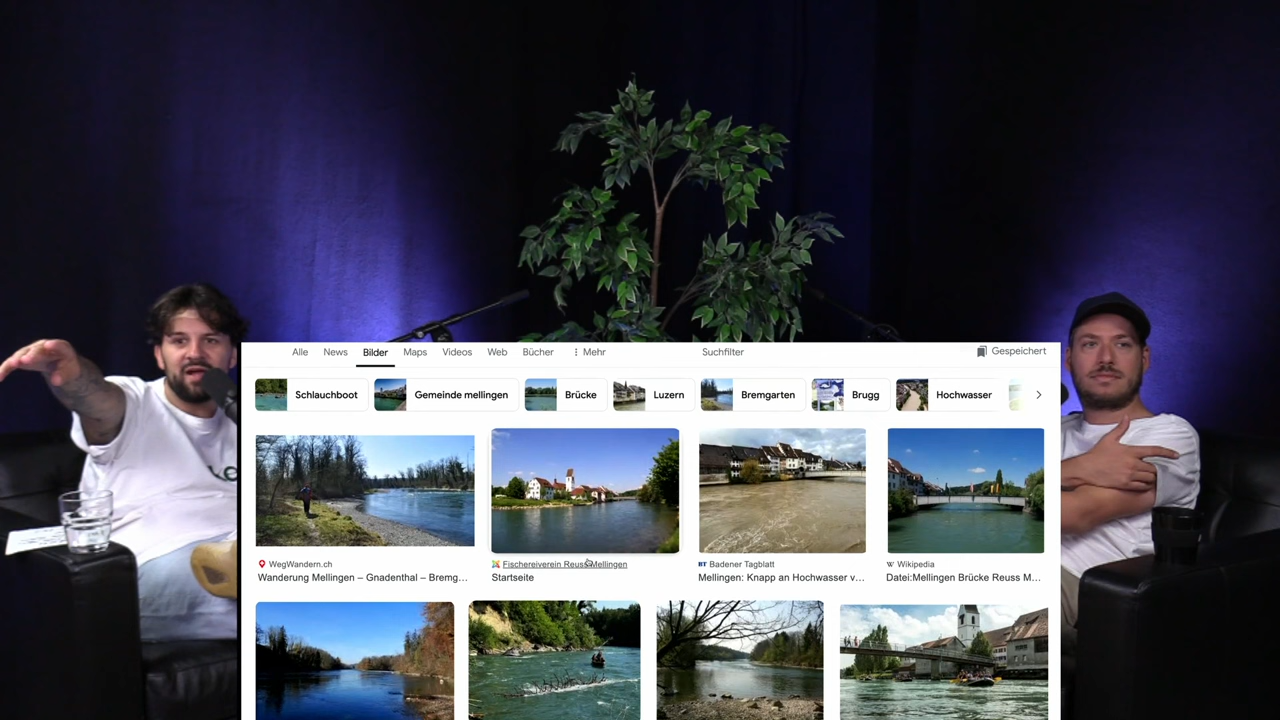 Alle News Bilder Maps Videos Web Bücher Mehr Suchfilter Gespeichert
Schlauchboot Gemeinde mellingen Brücke Luzern Bremgarten Brugg Hochwasser
WegWandern.ch
Wanderung Mellingen – Gnadenthal – Bremg...
Fischereiverein Reuss Mellingen
Startseite
BT Badener Tagblatt
Mellingen: Knapp an Hochwasser v...
W Wikipedia
Datei:Mellingen Brücke Reuss M...